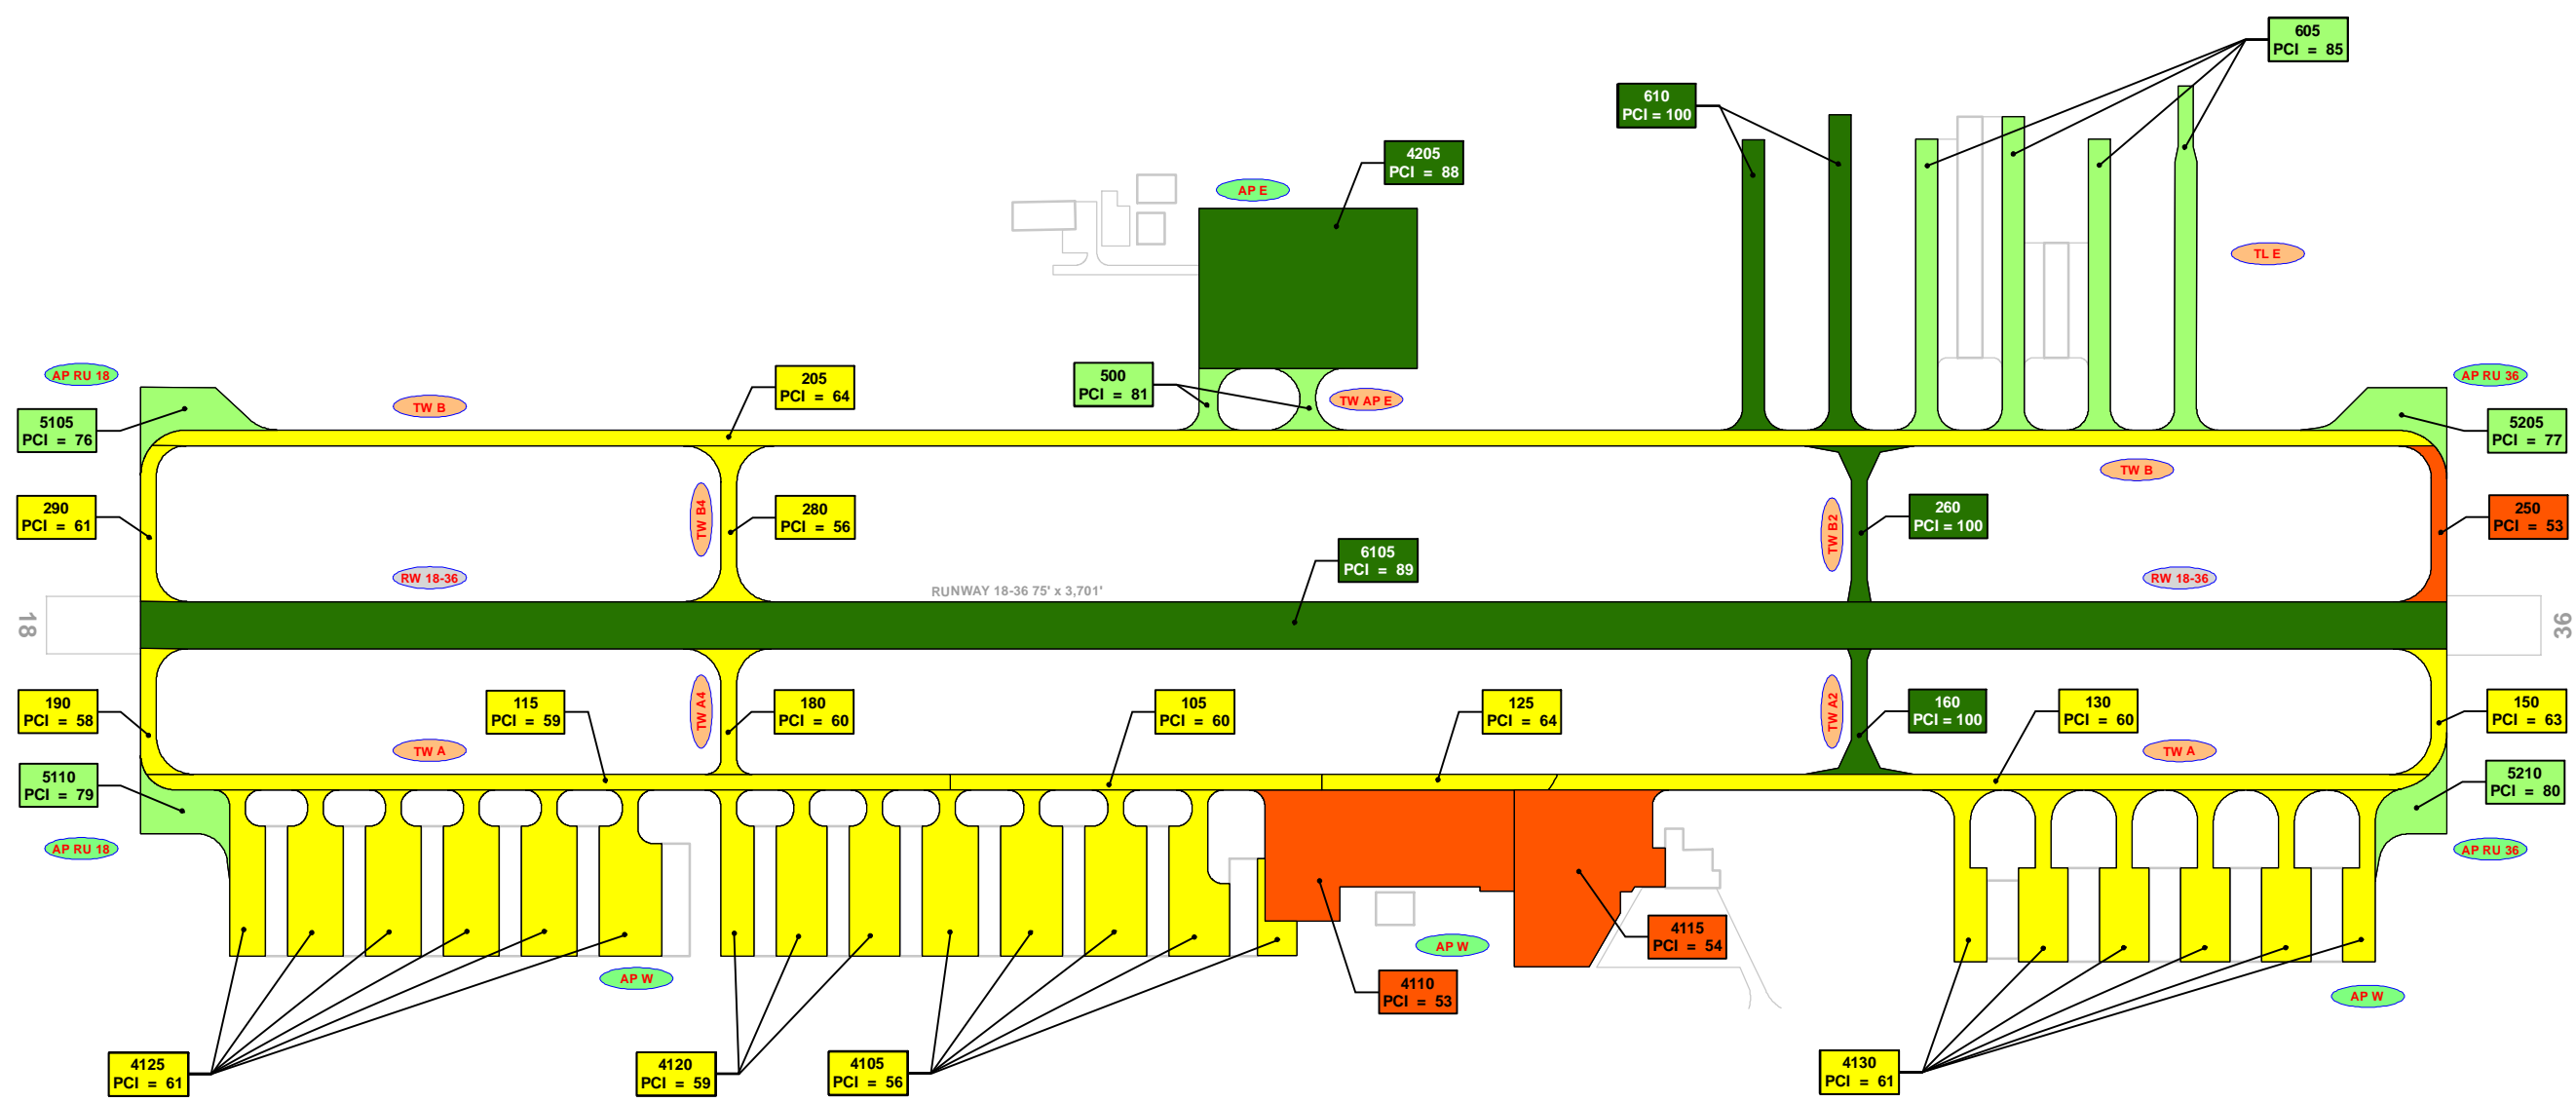 605
PCI = 85
610
PCI = 100
4205
PCI = 88
AP E
TL E
AP RU 18
205
PCI = 64
500
PCI = 81
TW AP E
AP RU 36
5105
PCI = 76
TW B
5205
PCI = 77
TW B
290
PCI = 61
TW B4
280
PCI = 56
TW B2
260
PCI = 100
250
PCI = 53
6105
PCI = 89
RW 18-36
RUNWAY 18-36 75' x 3,701'
RW 18-36
18
36
190
PCI = 58
115
PCI = 59
TW A4
180
PCI = 60
105
PCI = 60
125
PCI = 64
TW A2
160
PCI = 100
130
PCI = 60
150
PCI = 63
TW A
TW A
5110
PCI = 79
5210
PCI = 80
AP RU 18
AP RU 36
4115
PCI = 54
AP W
AP W
4110
PCI = 53
AP W
4125
PCI = 61
4120
PCI = 59
4105
PCI = 56
4130
PCI = 61